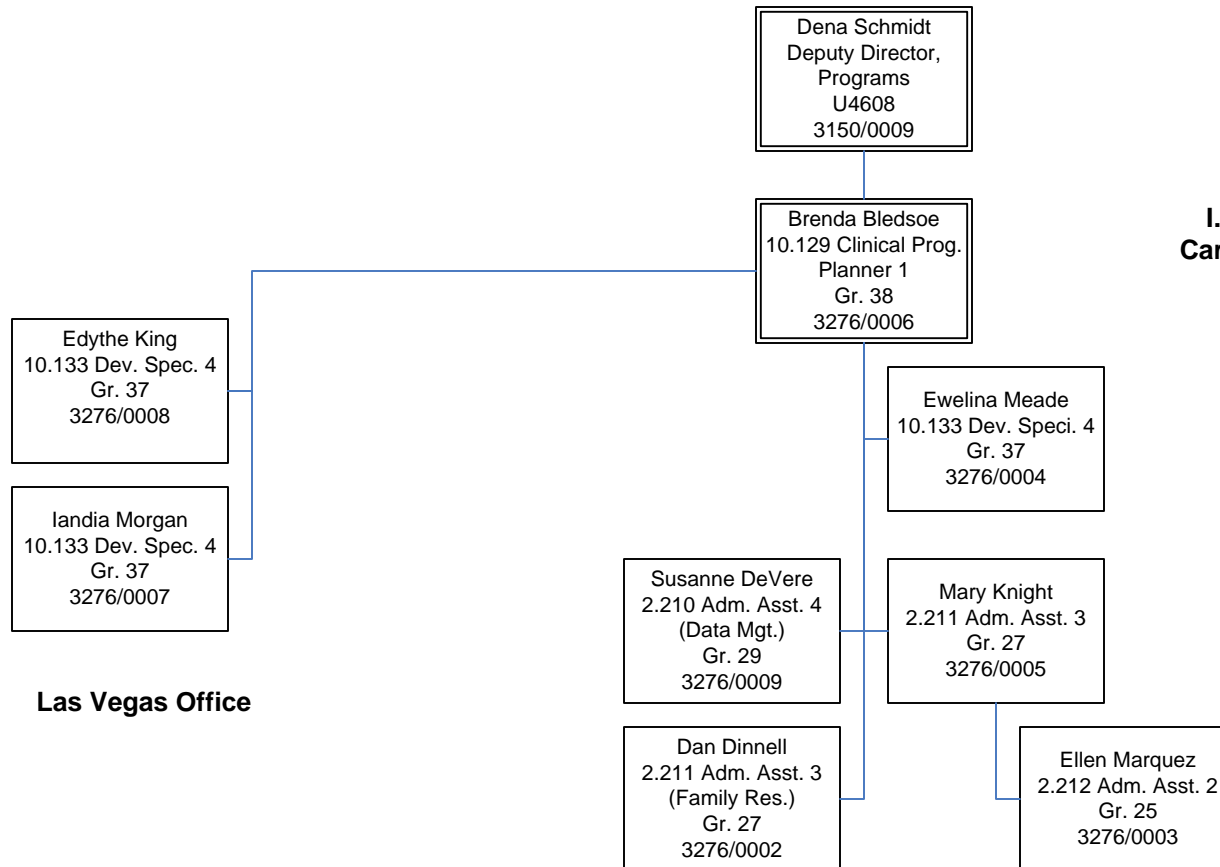 Dena Schmidt
Deputy Director,
Programs
U4608
3150/0009
Brenda Bledsoe
10.129 Clinical Prog.
Planner 1
Gr. 38
3276/0006
I.
Car
Edythe King
10.133 Dev. Spec. 4
Gr. 37
3276/0008
Ewelina Meade
10.133 Dev. Speci. 4
Gr. 37
3276/0004
Iandia Morgan
10.133 Dev. Spec. 4
Gr. 37
3276/0007
Susanne DeVere
2.210 Adm. Asst. 4
(Data Mgt.)
Gr. 29
3276/0009
Mary Knight
2.211 Adm. Asst. 3
Gr. 27
3276/0005
Las Vegas Office
Dan Dinnell
2.211 Adm. Asst. 3
(Family Res.)
Gr. 27
3276/0002
Ellen Marquez
2.212 Adm. Asst. 2
Gr. 25
3276/0003